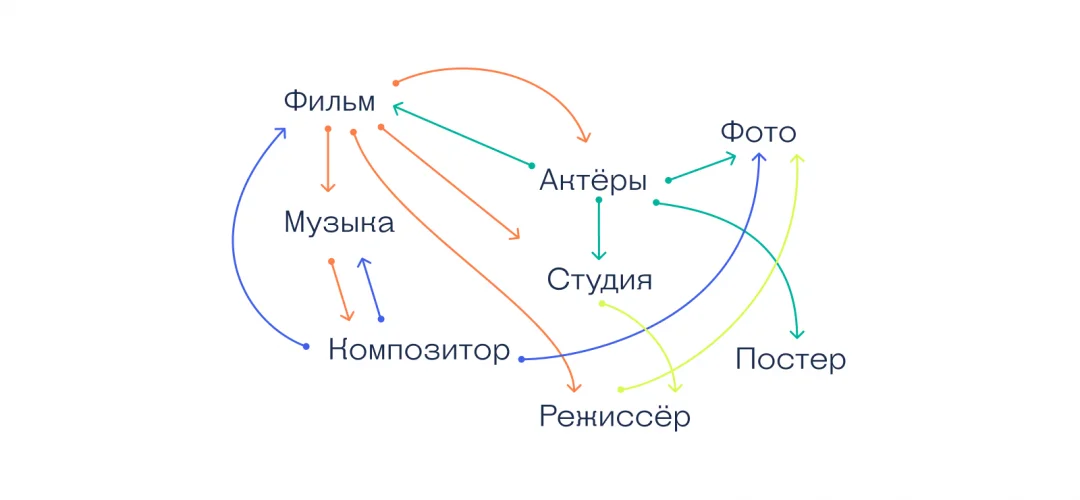 Фильм
Фото
Актёры
Музыка
Студия
Композитор
Постер
Режиссёр